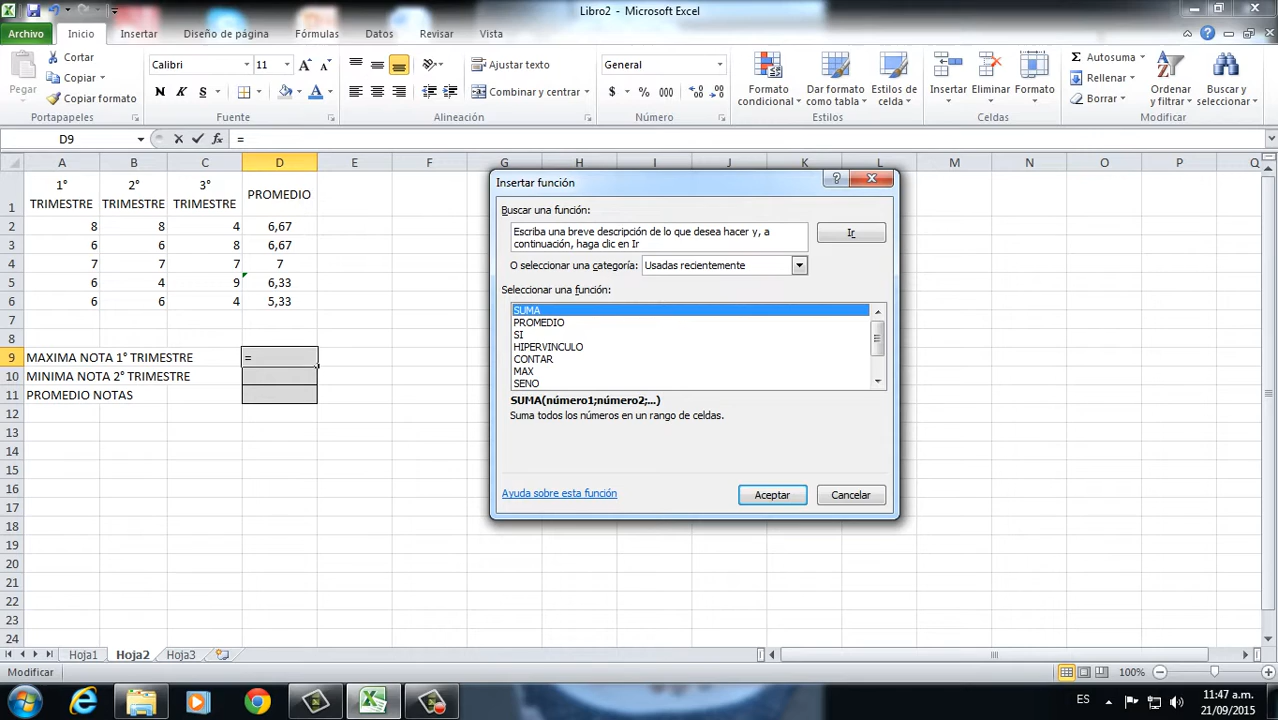 Libro2 - Microsoft Excel
Archivo Inicio Insertar Diseño de página Fórmulas Datos Revisar Vista
Pegar
Cortar
Copiar
Copiar formato
Portapapeles
Calibri 11
N K S
Fuente
Ajustar texto
Combinar y centrar
Alineación
General
$ % 000
Número
Formato condicional
Dar formato como tabla
Estilos de celda
Estilos
Insertar Eliminar Formato
Celdas
Σ Autosuma
Rellenar
Borrar
Ordenar y filtrar
Buscar y seleccionar
Modificar
D9 fx =
A B C D E F G H I J K L M N O P Q
1 1° TRIMESTRE 2° TRIMESTRE 3° TRIMESTRE PROMEDIO
2 8 8 4 6,67
3 6 6 8 6,67
4 7 7 7 7
5 6 4 9 6,33
6 6 6 4 5,33
7
8
9 MAXIMA NOTA 1° TRIMESTRE =
10 MINIMA NOTA 2° TRIMESTRE
11 PROMEDIO NOTAS
12
13
14
15
16
17
18
19
20
21
22
23
24
Insertar función
Buscar una función:
Escriba una breve descripción de lo que desea hacer y, a
continuación, haga clic en Ir
Ir
O seleccionar una categoría: Usadas recientemente
Seleccionar una función:
SUMA
PROMEDIO
SI
HIPERVINCULO
CONTAR
MAX
SENO
SUMA(número1;número2;...)
Suma todos los números en un rango de celdas.
Ayuda sobre esta función
Aceptar Cancelar
Hoja1 Hoja2 Hoja3
Modificar 100%
ES
11:47 a.m.
21/09/2015